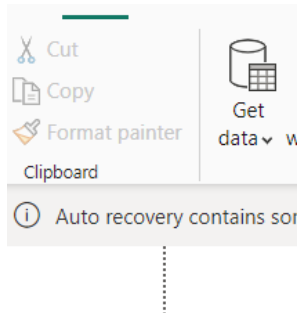 Cut
Copy
Format painter
Get
data
Clipboard
Auto recovery contains